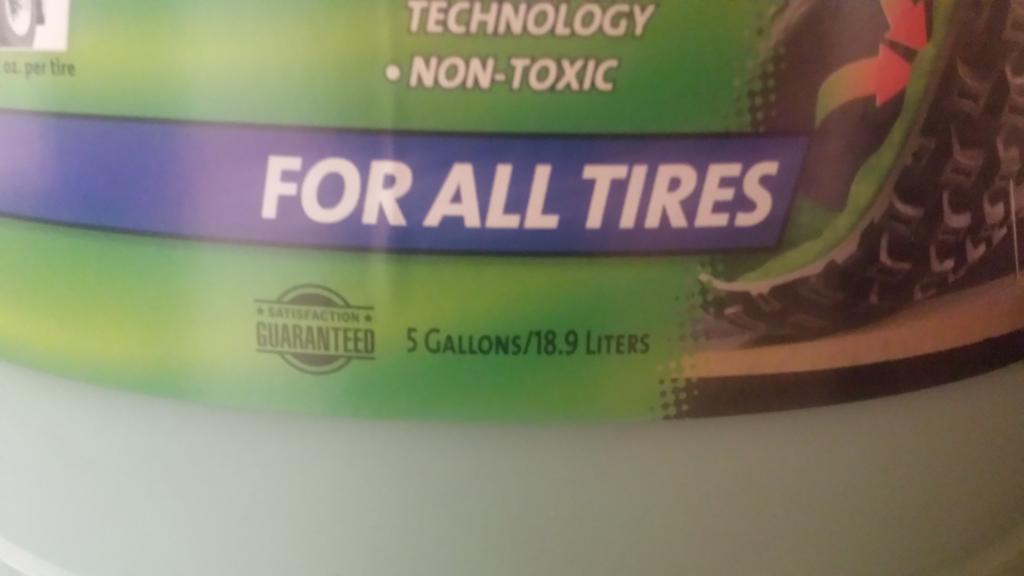 TECHNOLOGY
• NON-TOXIC
oz. per tire
FOR ALL TIRES
★ SATISFACTION ★
GUARANTEED
5 GALLONS/18.9 LITERS